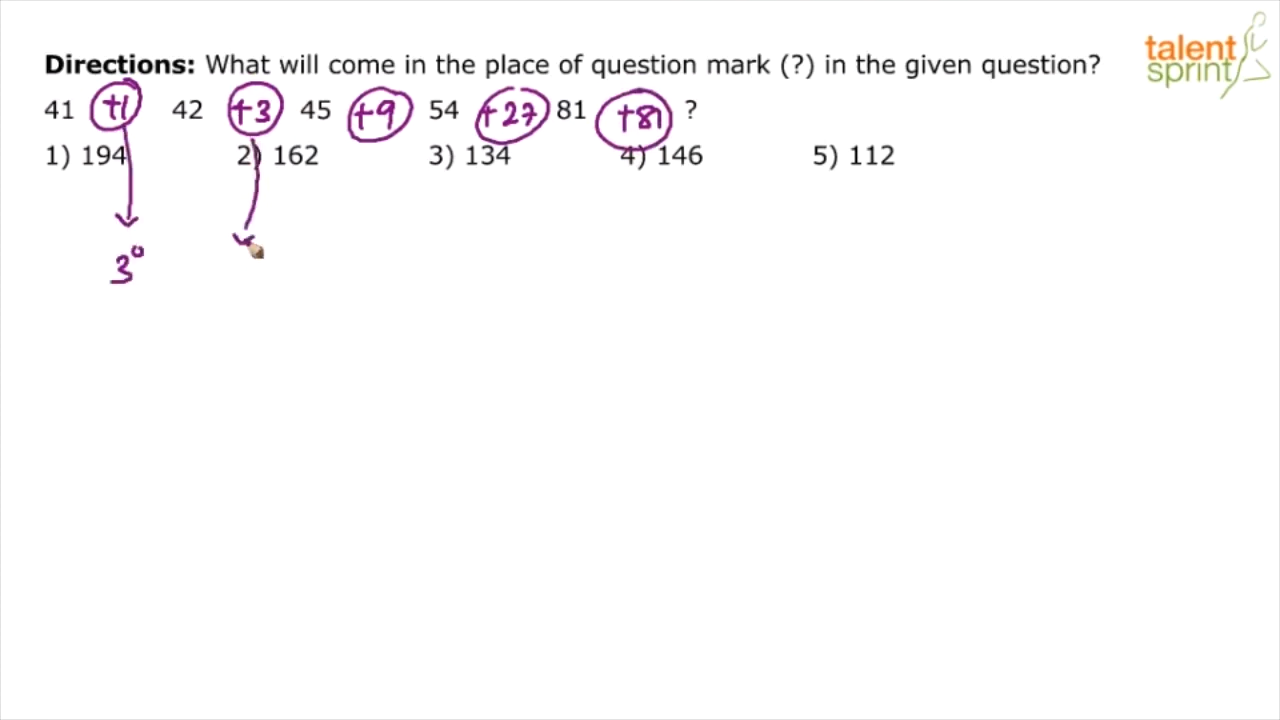 talent
sprint
Directions: What will come in the place of question mark (?) in the given question?
41 +1 42 +3 45 +9 54 +27 81 +81 ?
1) 194 2) 162 3) 134 4) 146 5) 112
3⁰